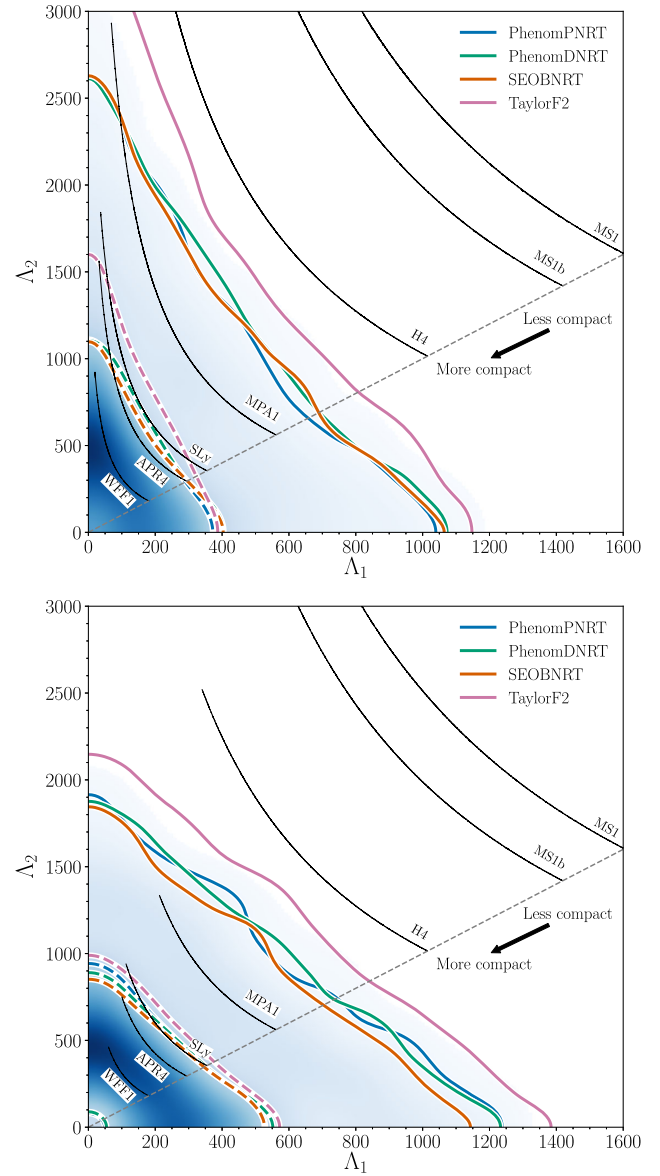 3000
2500
2000
1500
1000
500
0
Λ2
PhenomPNRT
PhenomDNRT
SEOBNRT
TaylorF2
MS1
MS1b
H4
Less compact
More compact
MPA1
SLy
APR4
WFF1
0 200 400 600 800 1000 1200 1400 1600
Λ1
3000
2500
2000
1500
1000
500
0
Λ2
PhenomPNRT
PhenomDNRT
SEOBNRT
TaylorF2
MS1
MS1b
H4
Less compact
More compact
MPA1
SLy
APR4
WFF1
0 200 400 600 800 1000 1200 1400 1600
Λ1